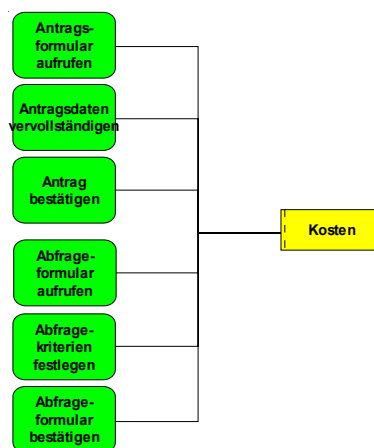 Antrags-
formular
aufrufen
Antragsdaten
vervollständigen
Antrag
bestätigen
Kosten
Abfrage-
formular
aufrufen
Abfrage-
kriterien
festlegen
Abfrage-
formular
bestätigen